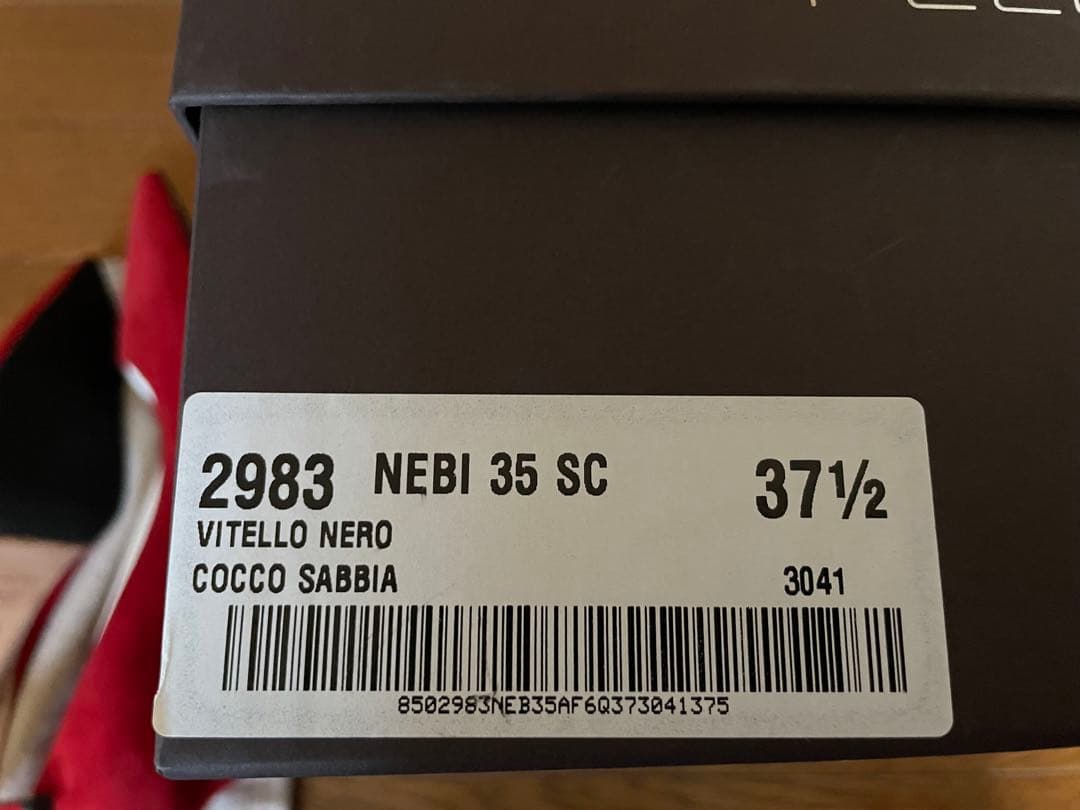 2983 NEBI 35 SC 37½
VITELLO NERO
COCCO SABBIA 3041
8502983NEB35AF6Q373041375